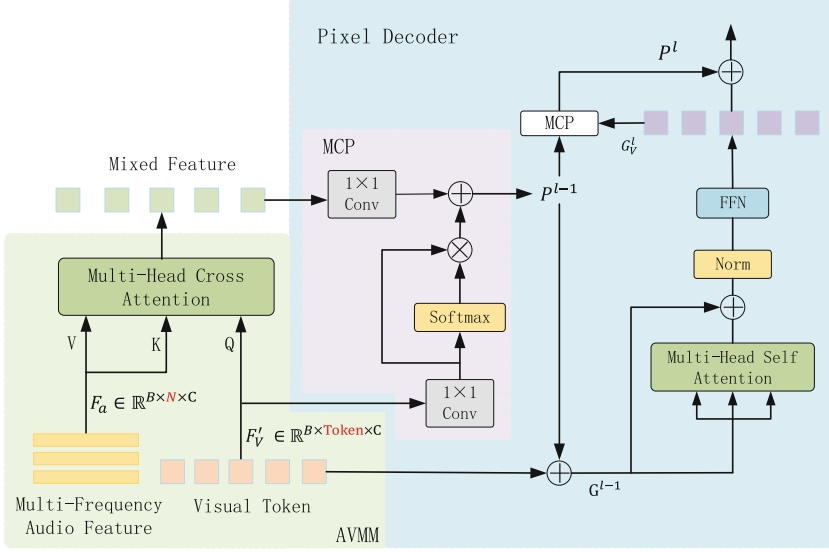 Pixel Decoder
P^l
MCP
G_V^l
MCP
Mixed Feature
1×1
Conv
P^{l-1}
FFN
Multi-Head Cross
Attention
Norm
Softmax
V
K
Q
Multi-Head Self
Attention
F_a ∈ ℝ^{B×N×C}
1×1
Conv
F'_V ∈ ℝ^{B×Token×C}
G^{l-1}
Multi-Frequency
Audio Feature
Visual Token
AVMM